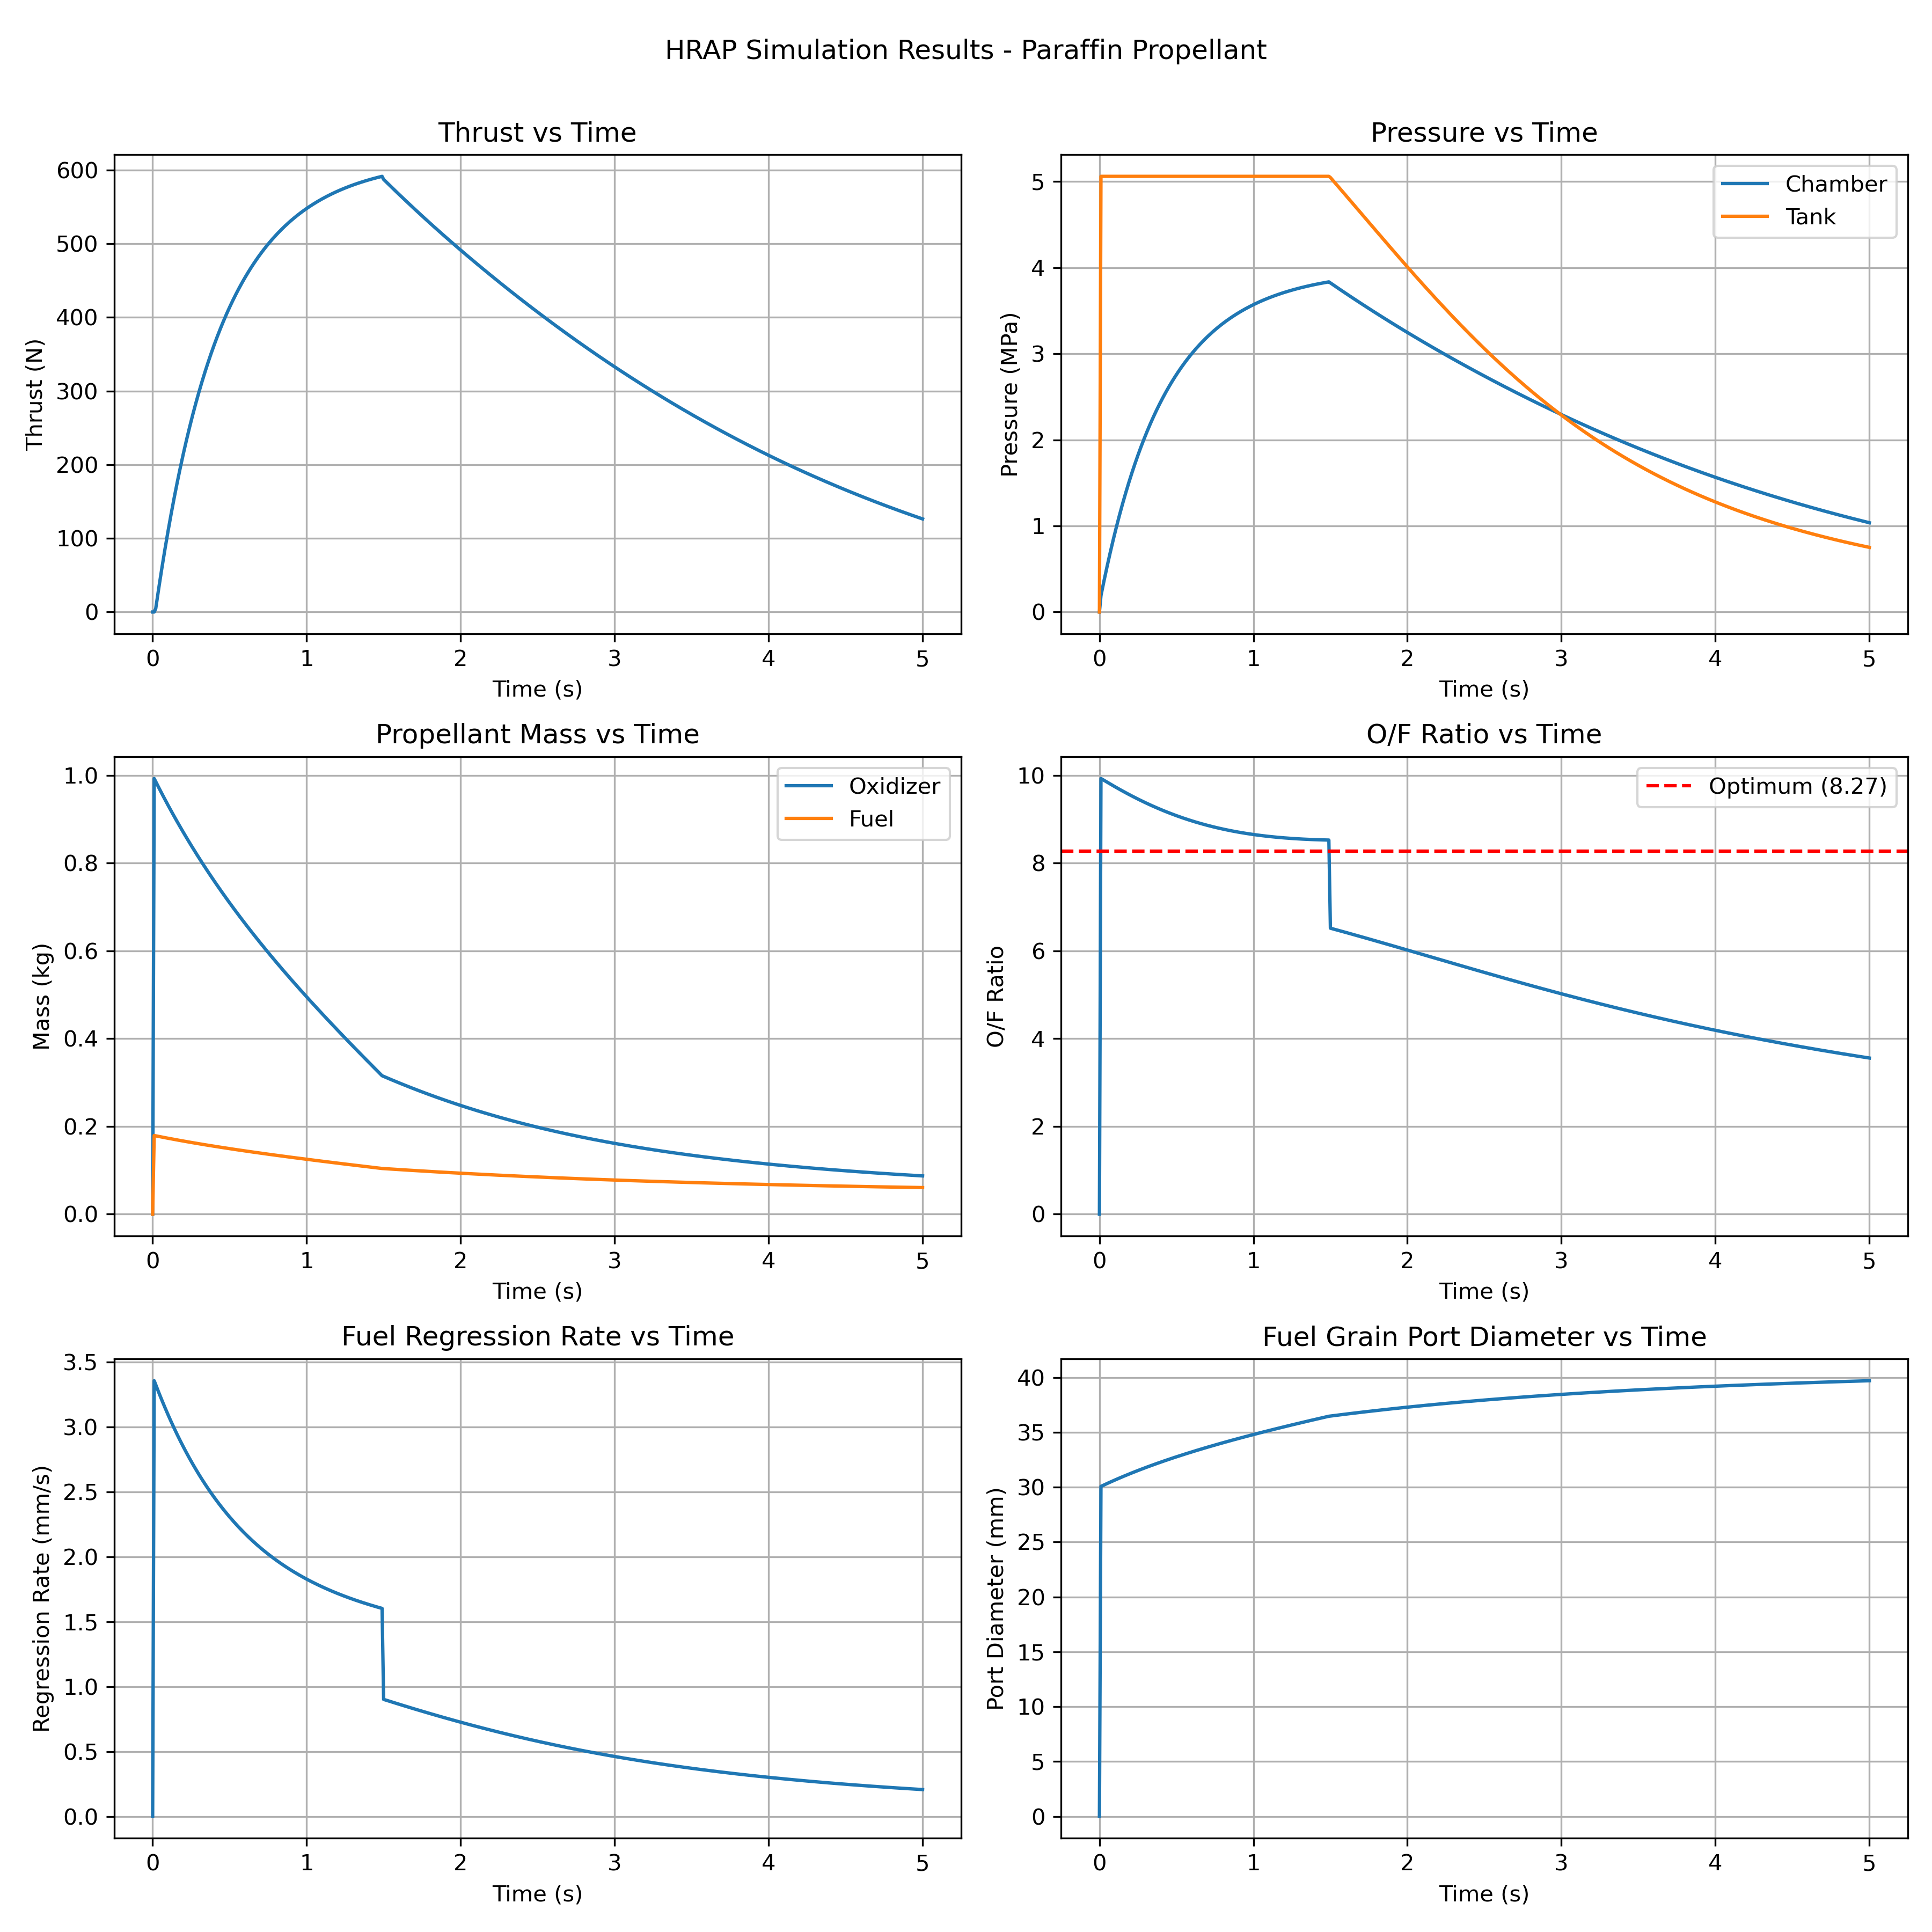 HRAP Simulation Results - Paraffin Propellant
Thrust vs Time
600
500
400
300
200
100
0
Thrust (N)
0 1 2 3 4 5
Time (s)
Pressure vs Time
Chamber
Tank
5
4
3
2
1
0
Pressure (MPa)
0 1 2 3 4 5
Time (s)
Propellant Mass vs Time
Oxidizer
Fuel
1.0
0.8
0.6
0.4
0.2
0.0
Mass (kg)
0 1 2 3 4 5
Time (s)
O/F Ratio vs Time
Optimum (8.27)
10
8
6
4
2
0
O/F Ratio
0 1 2 3 4 5
Time (s)
Fuel Regression Rate vs Time
3.5
3.0
2.5
2.0
1.5
1.0
0.5
0.0
Regression Rate (mm/s)
0 1 2 3 4 5
Time (s)
Fuel Grain Port Diameter vs Time
40
35
30
25
20
15
10
5
0
Port Diameter (mm)
0 1 2 3 4 5
Time (s)